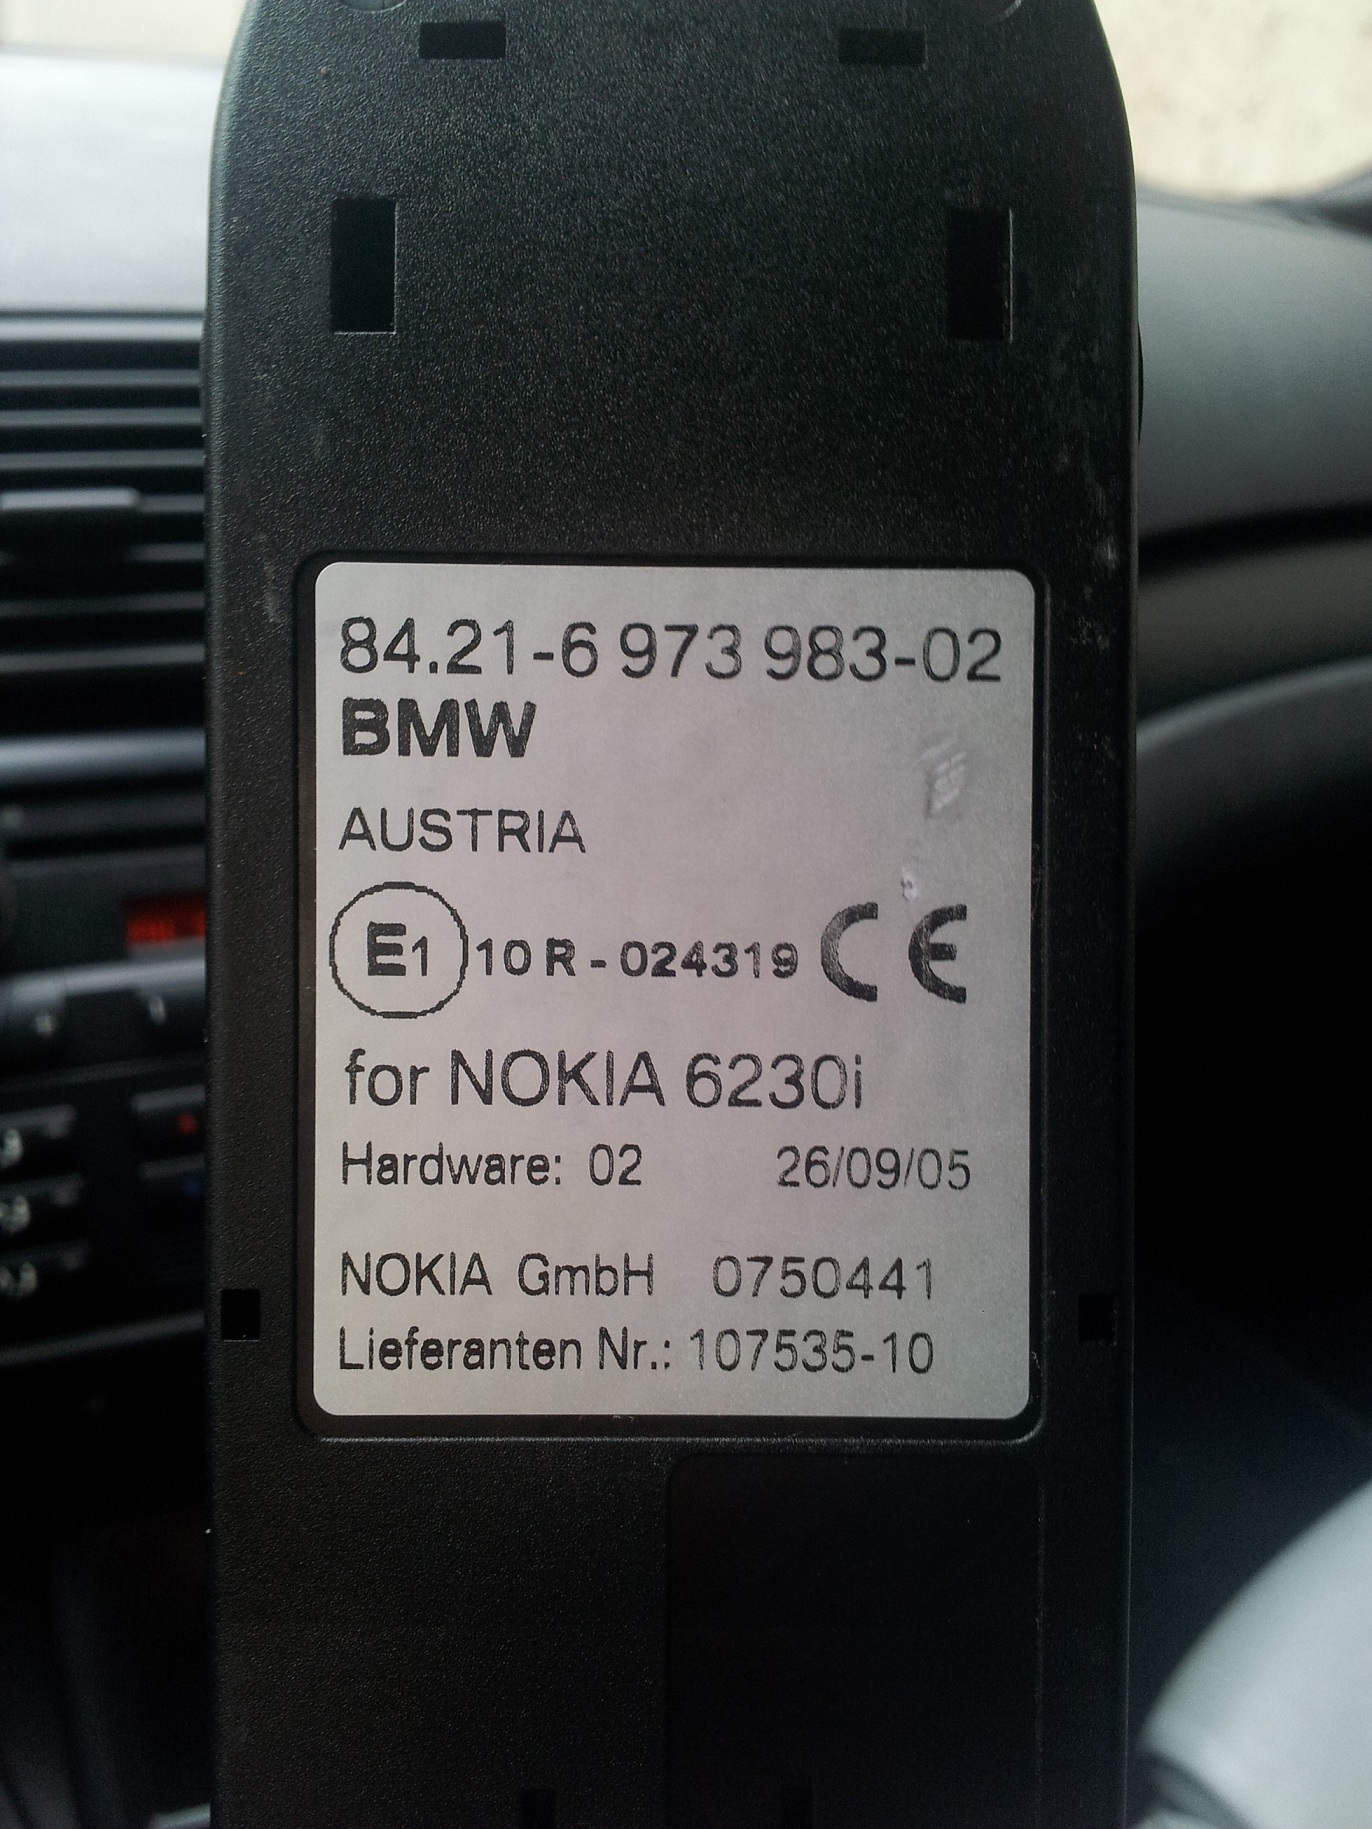 84.21-6 973 983-02
BMW
AUSTRIA
E1 10 R - 024319 CE
for NOKIA 6230i
Hardware: 02 26/09/05
NOKIA GmbH 0750441
Lieferanten Nr.: 107535-10